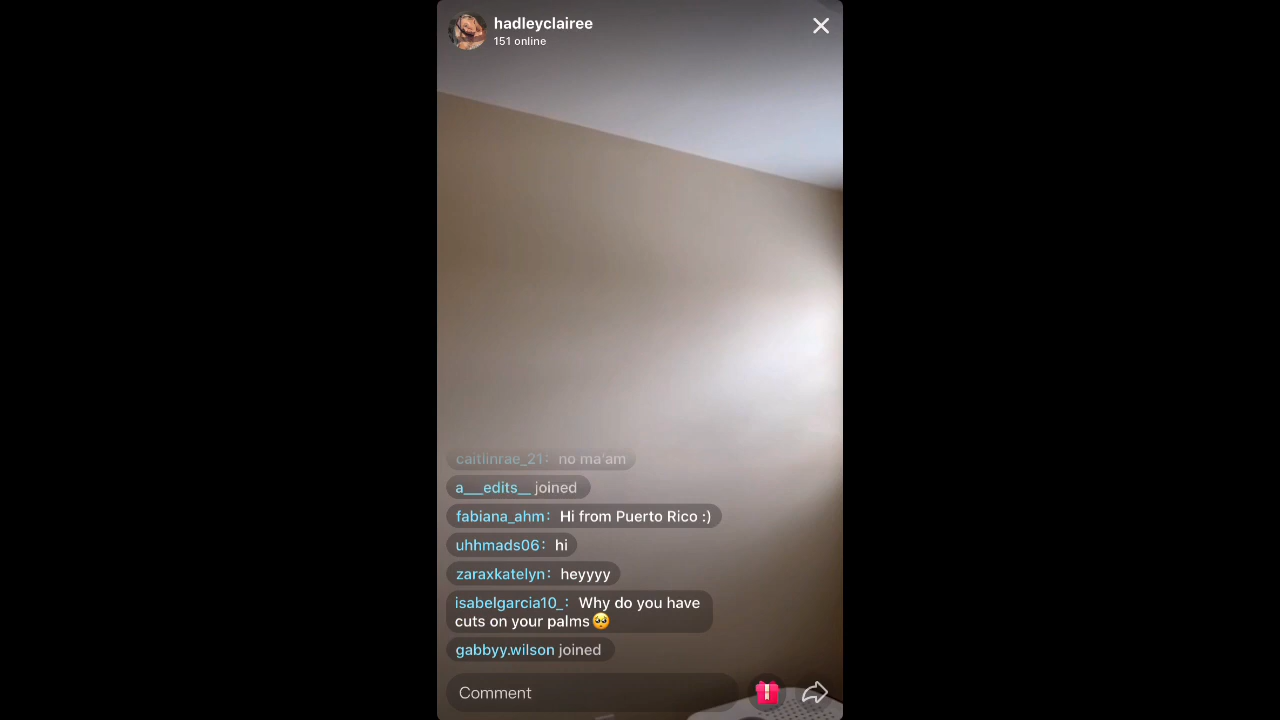 hadleyclairee
151 online
caitlinrae_21: no ma'am
a___edits__ joined
fabiana_ahm: Hi from Puerto Rico :)
uhhmads06: hi
zaraxkatelyn: heyyyy
isabelgarcia10_: Why do you have
cuts on your palms🥺
gabbyy.wilson joined
Comment